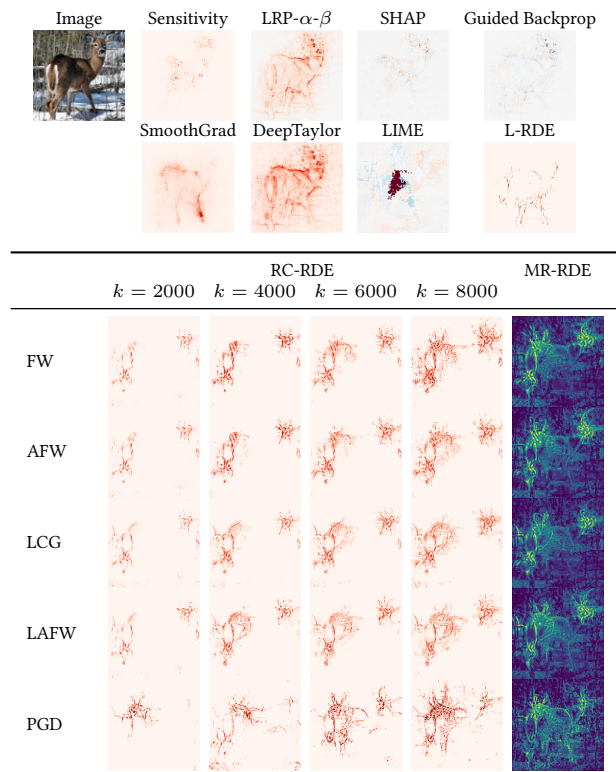 Image Sensitivity LRP-α-β SHAP Guided Backprop
SmoothGrad DeepTaylor LIME L-RDE
RC-RDE MR-RDE
k = 2000 k = 4000 k = 6000 k = 8000
FW
AFW
LCG
LAFW
PGD